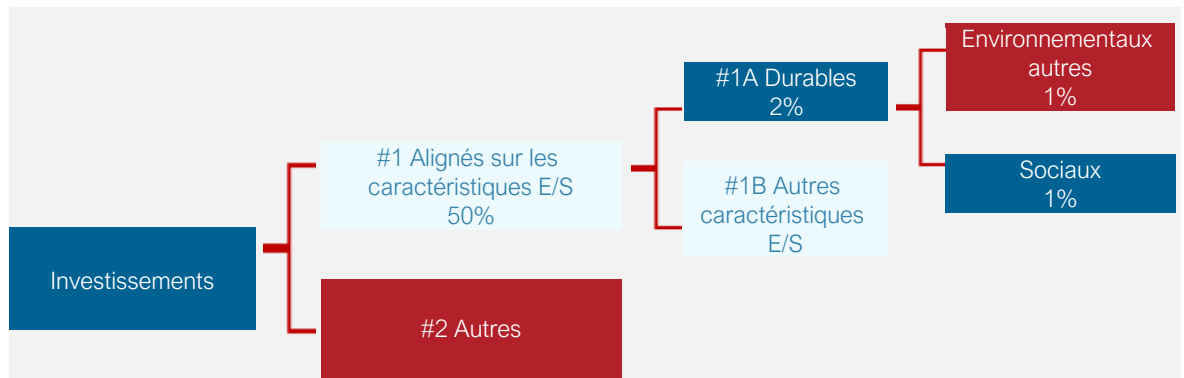 Investissements
#1 Alignés sur les
caractéristiques E/S
50%
#2 Autres
#1A Durables
2%
#1B Autres
caractéristiques
E/S
Environnementaux
autres
1%
Sociaux
1%